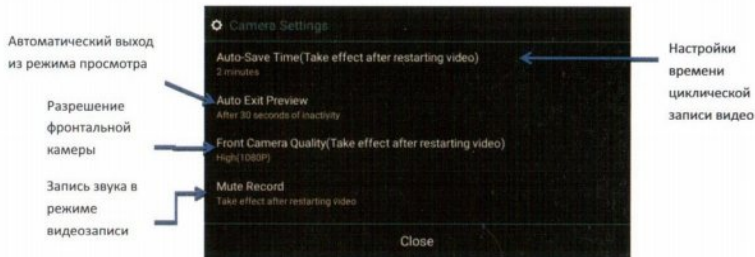 Автоматический выход
из режима просмотра
Разрешение
фронтальной
камеры
Запись звука в
режиме
видеозаписи
Camera Settings
Auto-Save Time(Take effect after restarting video)
2 minutes
Auto Exit Preview
After 30 seconds of inactivity
Front Camera Quality(Take effect after restarting video)
High(1080P)
Mute Record
Take effect after restarting video
Close
Настройки
времени
циклической
записи видео